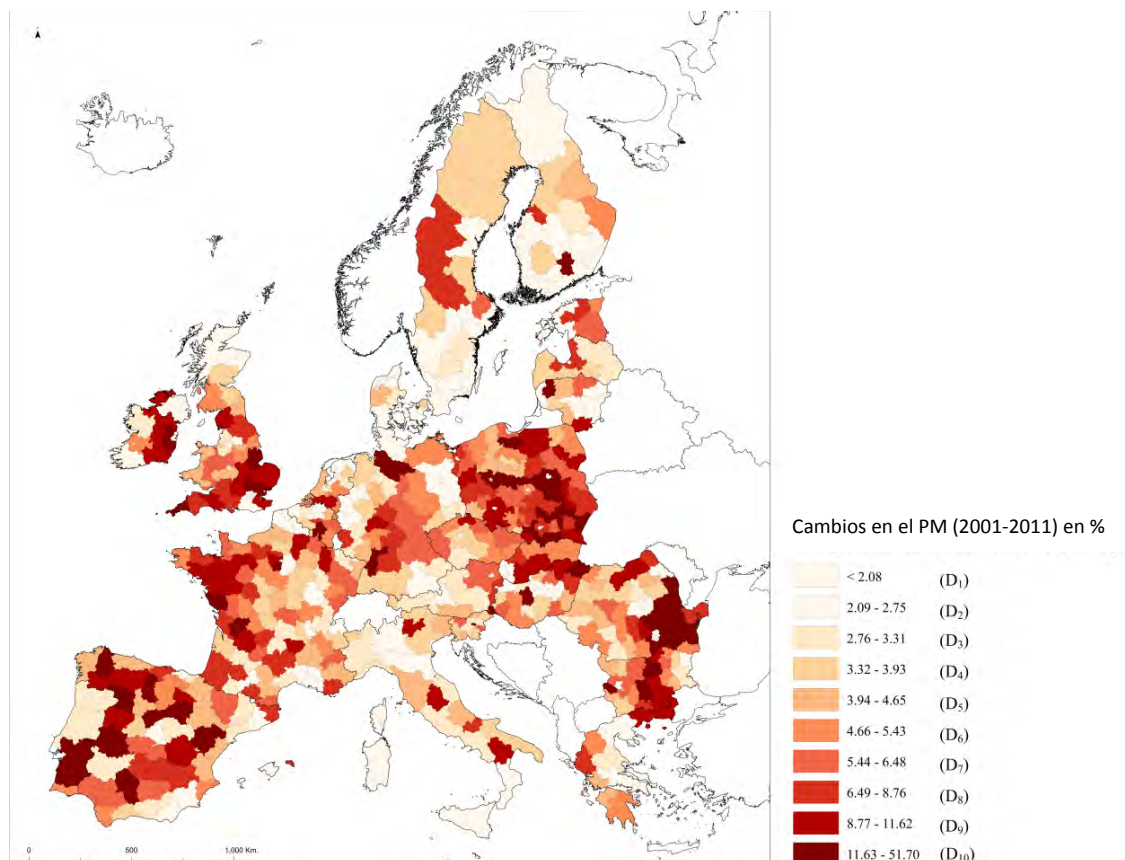 Cambios en el PM (2001-2011) en %
< 2.08 (D1)
2.09 - 2.75 (D2)
2.76 - 3.31 (D3)
3.32 - 3.93 (D4)
3.94 - 4.65 (D5)
4.66 - 5.43 (D6)
5.44 - 6.48 (D7)
6.49 - 8.76 (D8)
8.77 - 11.62 (D9)
11.63 - 51.70 (D10)
0 500 1,000 Km.